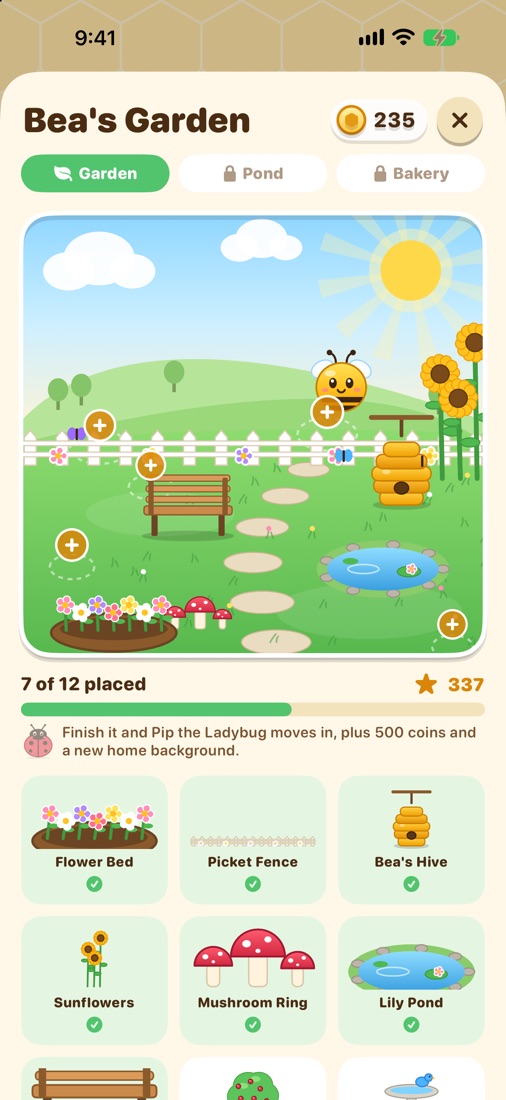 9:41
Bea's Garden
235
Garden
Pond
Bakery
7 of 12 placed
337
Finish it and Pip the Ladybug moves in, plus 500 coins and
a new home background.
Flower Bed
Picket Fence
Bea's Hive
Sunflowers
Mushroom Ring
Lily Pond